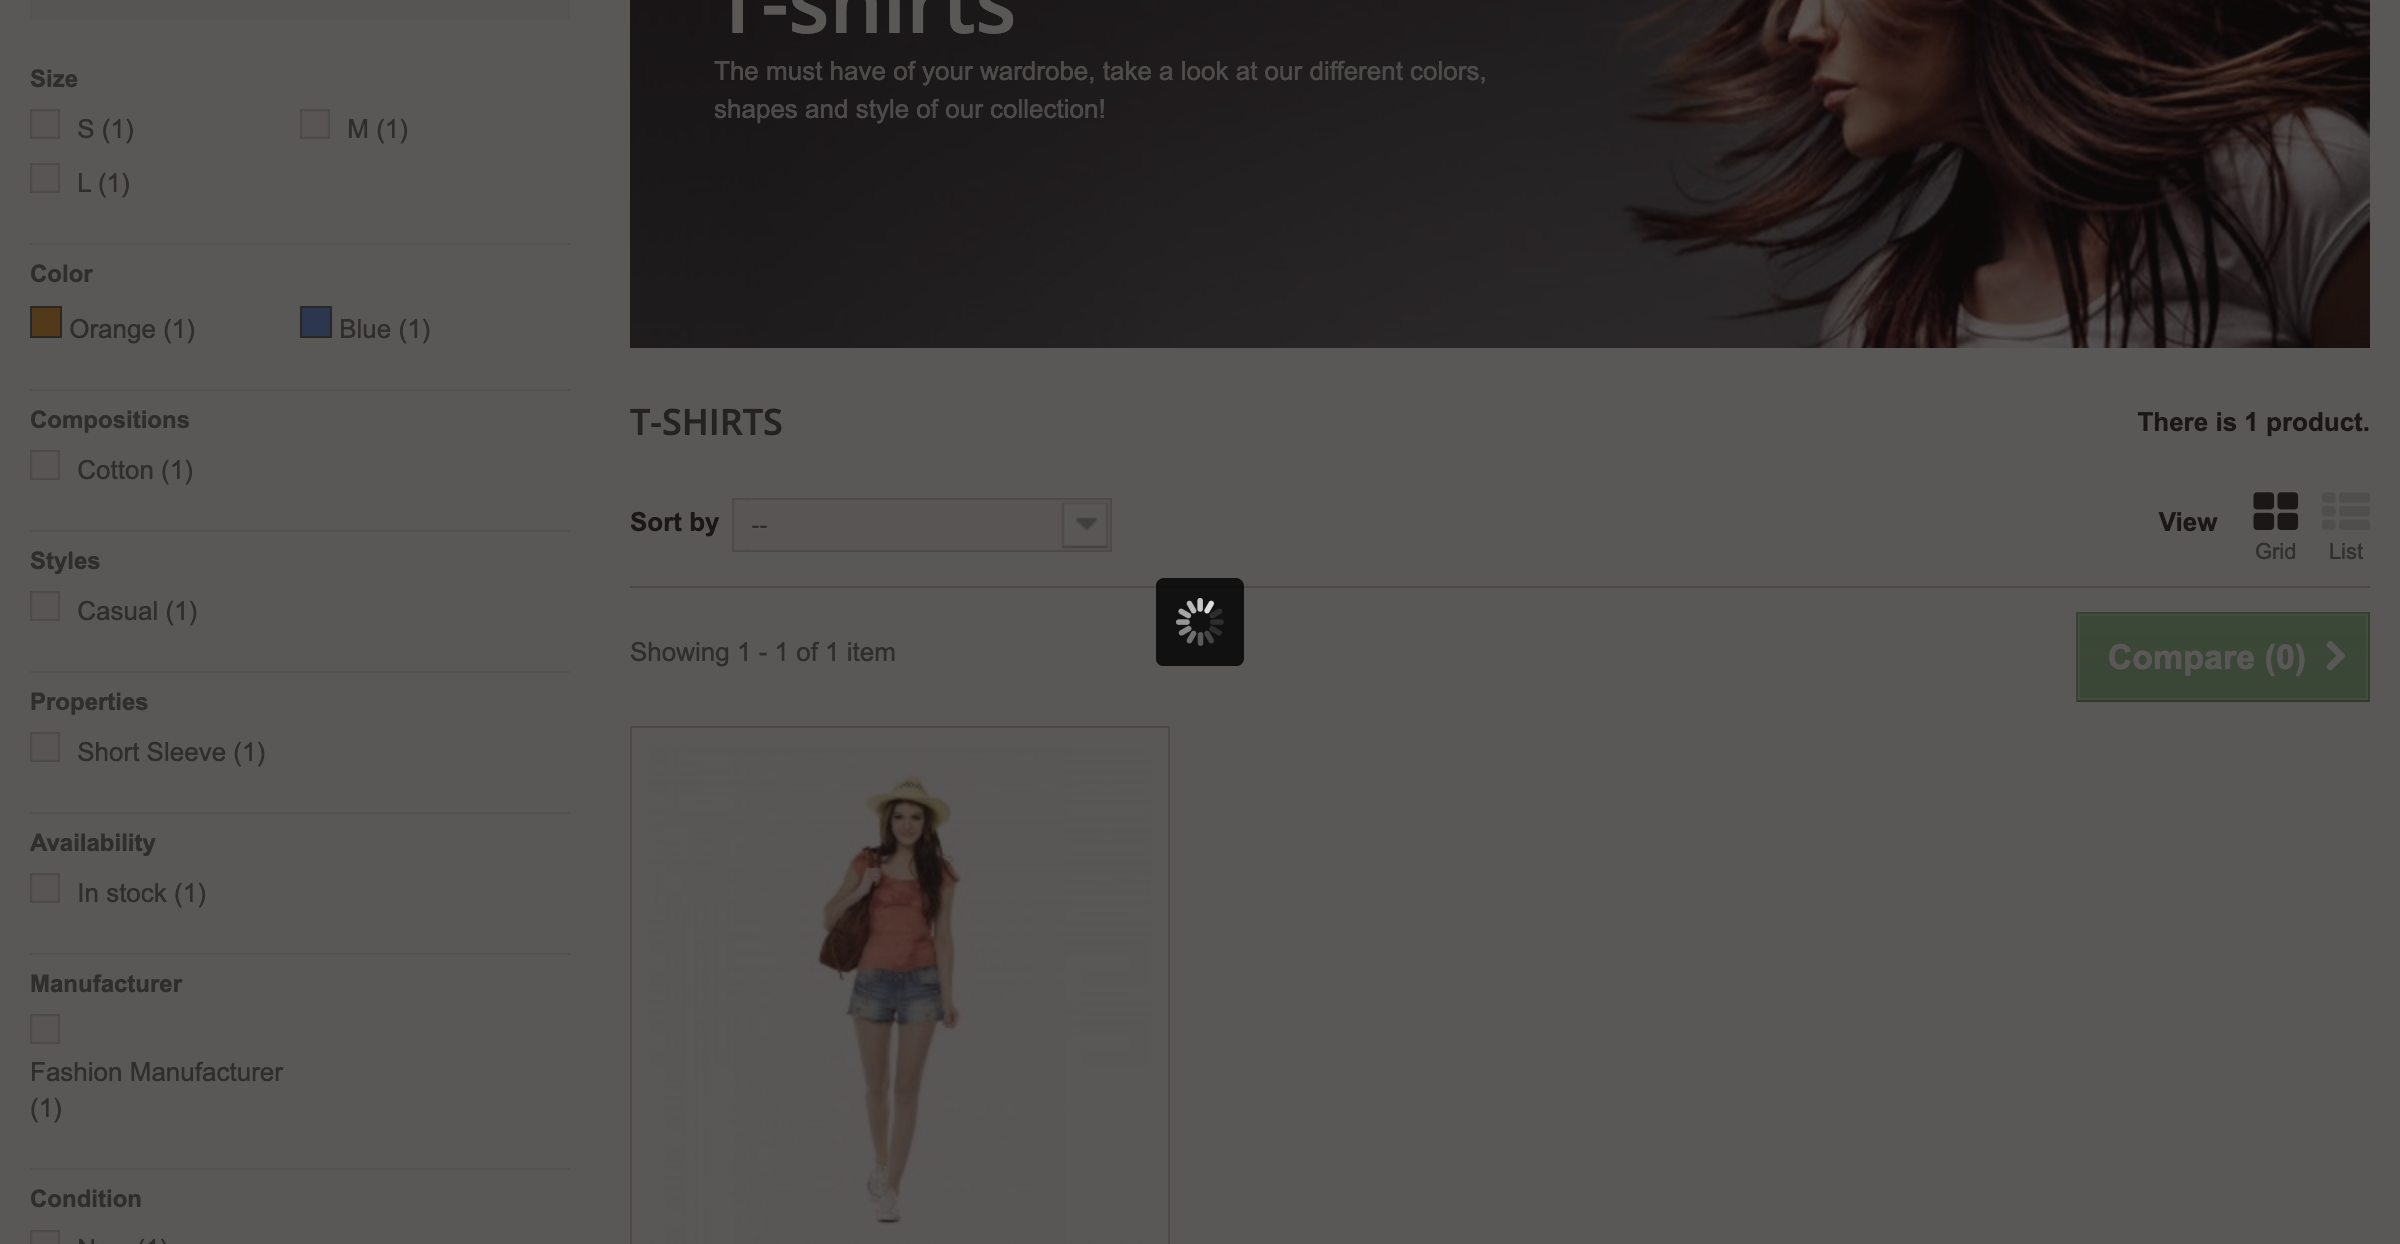 T-shirts
The must have of your wardrobe, take a look at our different colors,
shapes and style of our collection!
Size
S (1)
M (1)
L (1)
Color
Orange (1)
Blue (1)
Compositions
Cotton (1)
Styles
Casual (1)
Properties
Short Sleeve (1)
Availability
In stock (1)
Manufacturer
Fashion Manufacturer
(1)
Condition
New (1)
T-SHIRTS
There is 1 product.
Sort by
--
View
Grid
List
Showing 1 - 1 of 1 item
Compare (0)